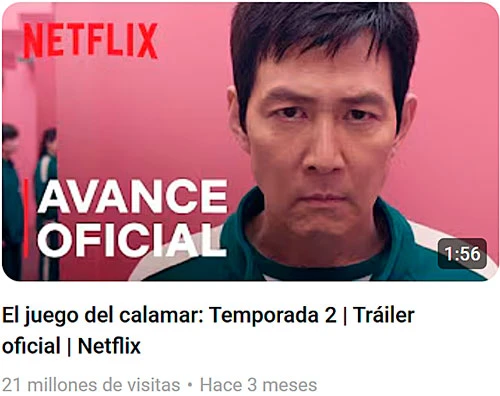 NETFLIX
AVANCE
OFICIAL
1:56
El juego del calamar: Temporada 2 | Tráiler
oficial | Netflix
21 millones de visitas • Hace 3 meses